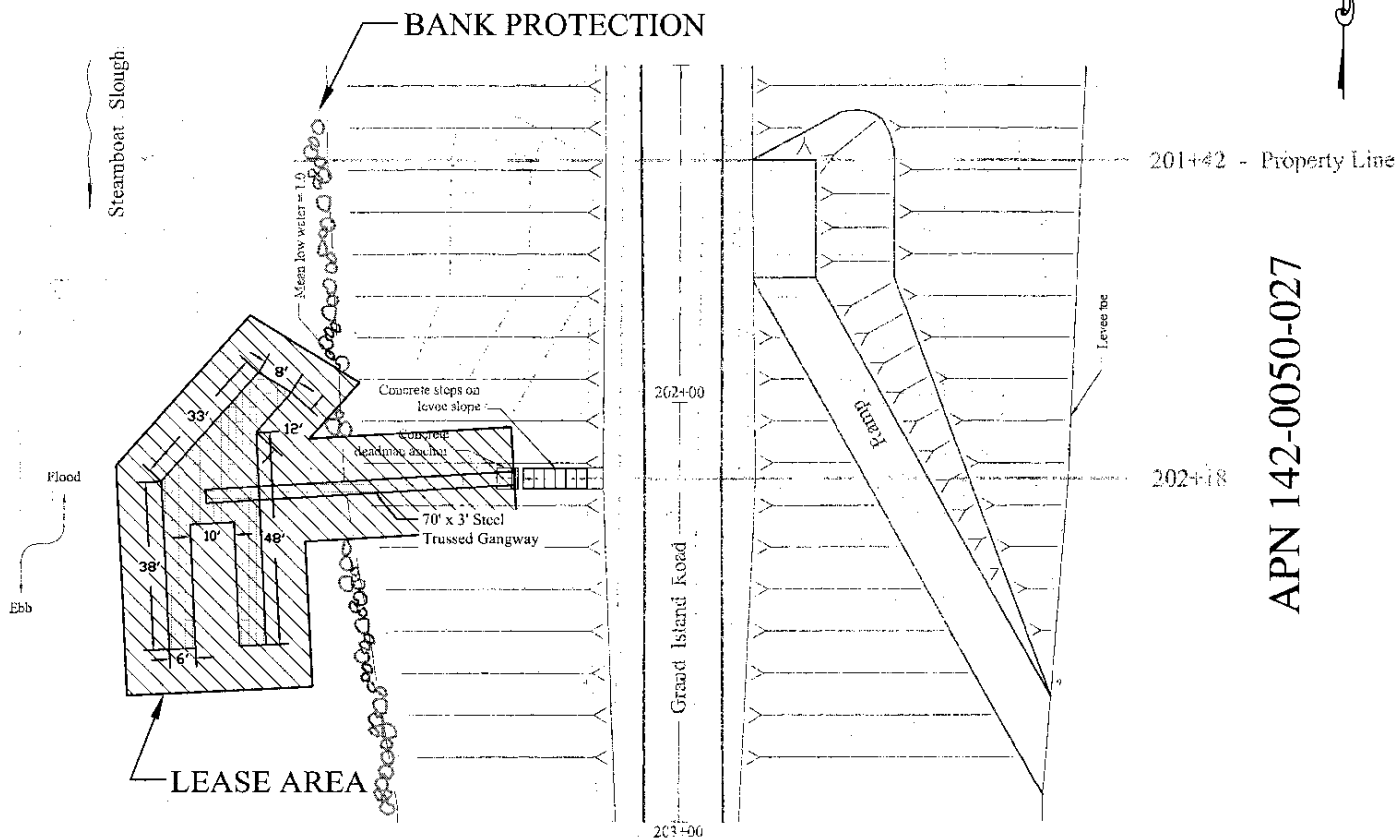 BANK PROTECTION
Steamboat Slough
201+42 - Property Line
Mean low water = 1.9
APN 142-0050-027
Levee toe
8'
33'
12'
Concrete steps on
levee slope
202+00
Ramp
Concrete
deadman anchor
Flood
202+18
70' x 3' Steel
Trussed Gangway
10'
48'
38'
Ebb
6'
Grand Island Road
LEASE AREA
203+00